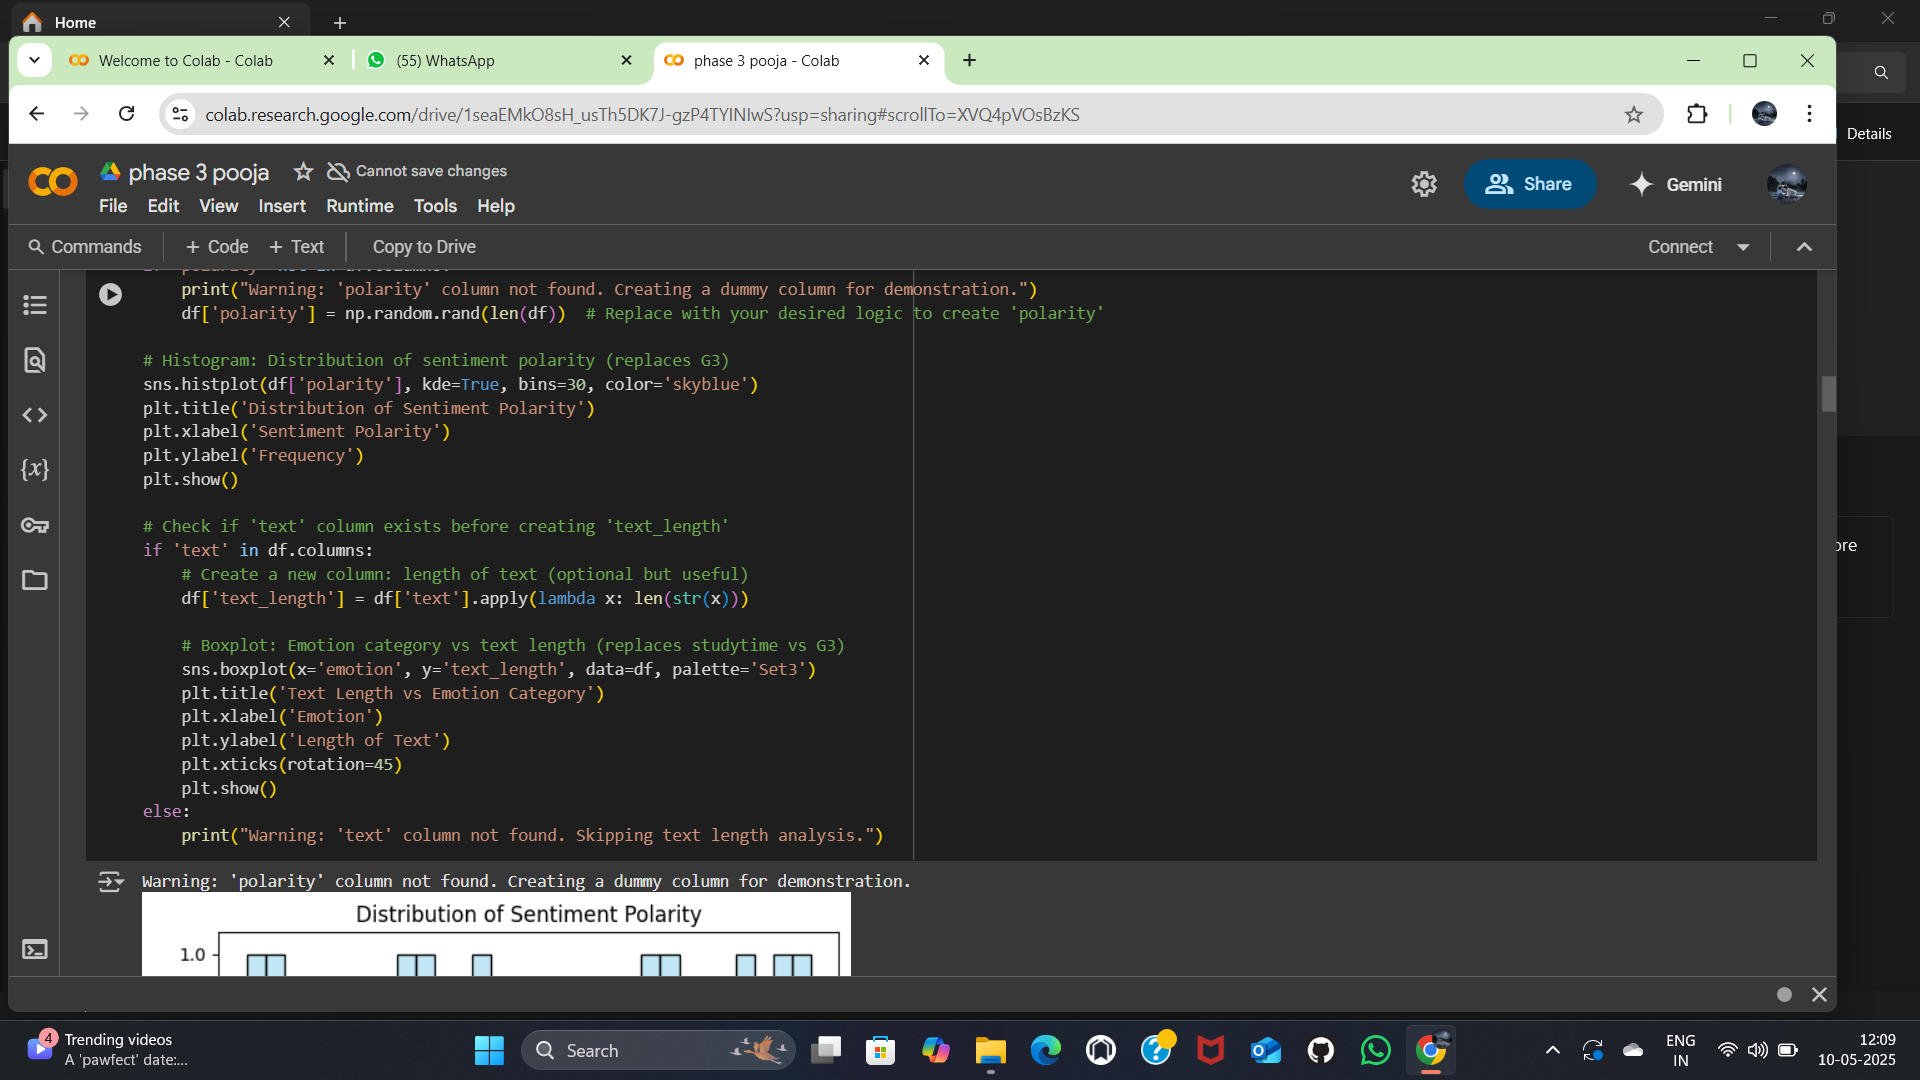 Home
Welcome to Colab - Colab
(55) WhatsApp
phase 3 pooja - Colab
colab.research.google.com/drive/1seaEMkO8sH_usTh5DK7J-gzP4TYINIwS?usp=sharing#scrollTo=XVQ4pVOsBzKS
Details
phase 3 pooja
Cannot save changes
File Edit View Insert Runtime Tools Help
Share
Gemini
Commands
+ Code + Text
Copy to Drive
Connect
print("Warning: 'polarity' column not found. Creating a dummy column for demonstration.")
df['polarity'] = np.random.rand(len(df))  # Replace with your desired logic to create 'polarity'
# Histogram: Distribution of sentiment polarity (replaces G3)
sns.histplot(df['polarity'], kde=True, bins=30, color='skyblue')
plt.title('Distribution of Sentiment Polarity')
plt.xlabel('Sentiment Polarity')
plt.ylabel('Frequency')
plt.show()
# Check if 'text' column exists before creating 'text_length'
if 'text' in df.columns:
# Create a new column: length of text (optional but useful)
df['text_length'] = df['text'].apply(lambda x: len(str(x)))
# Boxplot: Emotion category vs text length (replaces studytime vs G3)
sns.boxplot(x='emotion', y='text_length', data=df, palette='Set3')
plt.title('Text Length vs Emotion Category')
plt.xlabel('Emotion')
plt.ylabel('Length of Text')
plt.xticks(rotation=45)
plt.show()
else:
print("Warning: 'text' column not found. Skipping text length analysis.")
Warning: 'polarity' column not found. Creating a dummy column for demonstration.
Distribution of Sentiment Polarity
1.0
4
Trending videos
A 'pawfect' date:...
Search
ENG
IN
12:09
10-05-2025